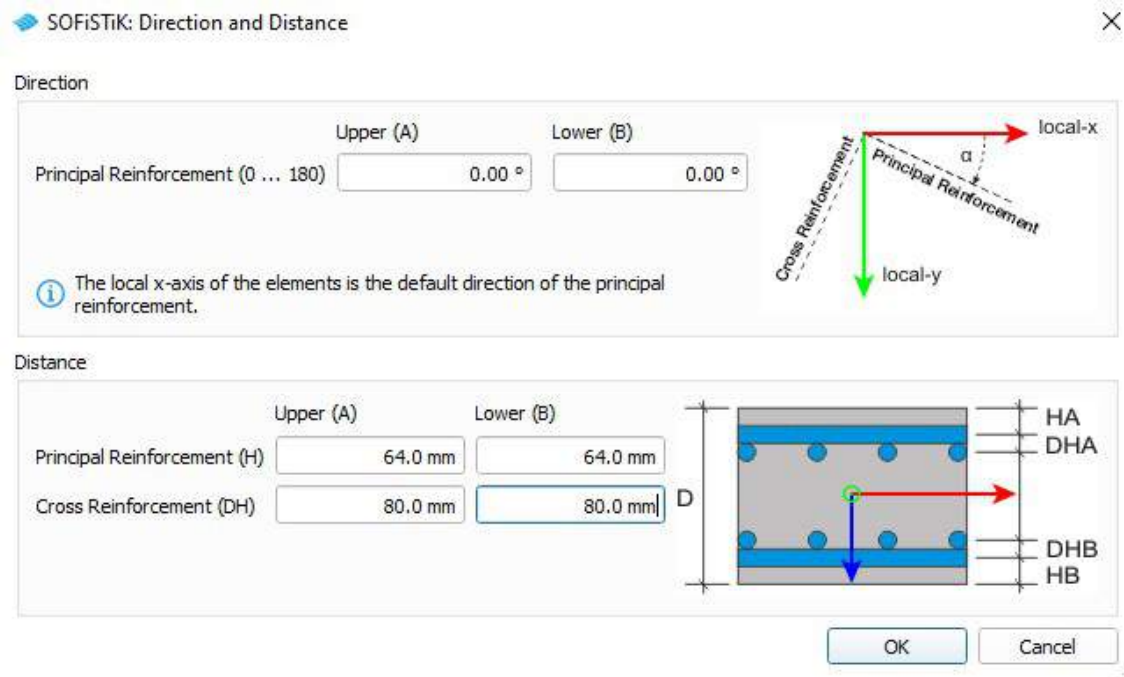 SOFiSTiK: Direction and Distance
Direction
Upper (A) Lower (B)
Principal Reinforcement (0 ... 180) 0.00 ° 0.00 °
The local x-axis of the elements is the default direction of the principal
reinforcement.
local-x
α
Principal Reinforcement
Cross Reinforcement
local-y
Distance
Upper (A) Lower (B)
Principal Reinforcement (H) 64.0 mm 64.0 mm
Cross Reinforcement (DH) 80.0 mm 80.0 mm
D
HA
DHA
DHB
HB
OK Cancel